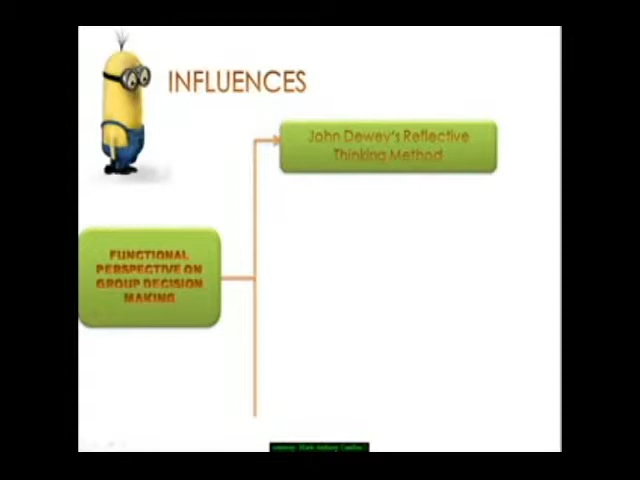 INFLUENCES
John Dewey's Reflective
Thinking Method
FUNCTIONAL
PERSPECTIVE ON
GROUP DECISION
MAKING